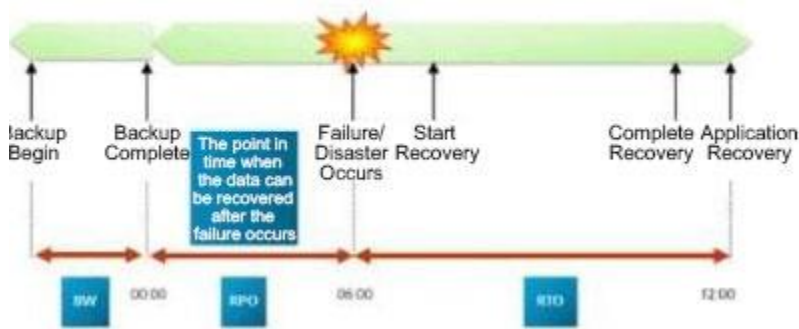 Backup
Begin
Backup
Complete
The point in
time when
the data can
be recovered
after the
failure occurs
Failure/
Disaster
Occurs
Start
Recovery
Complete
Recovery
Application
Recovery
BW
00:00
RPO
06:00
RTO
12:00